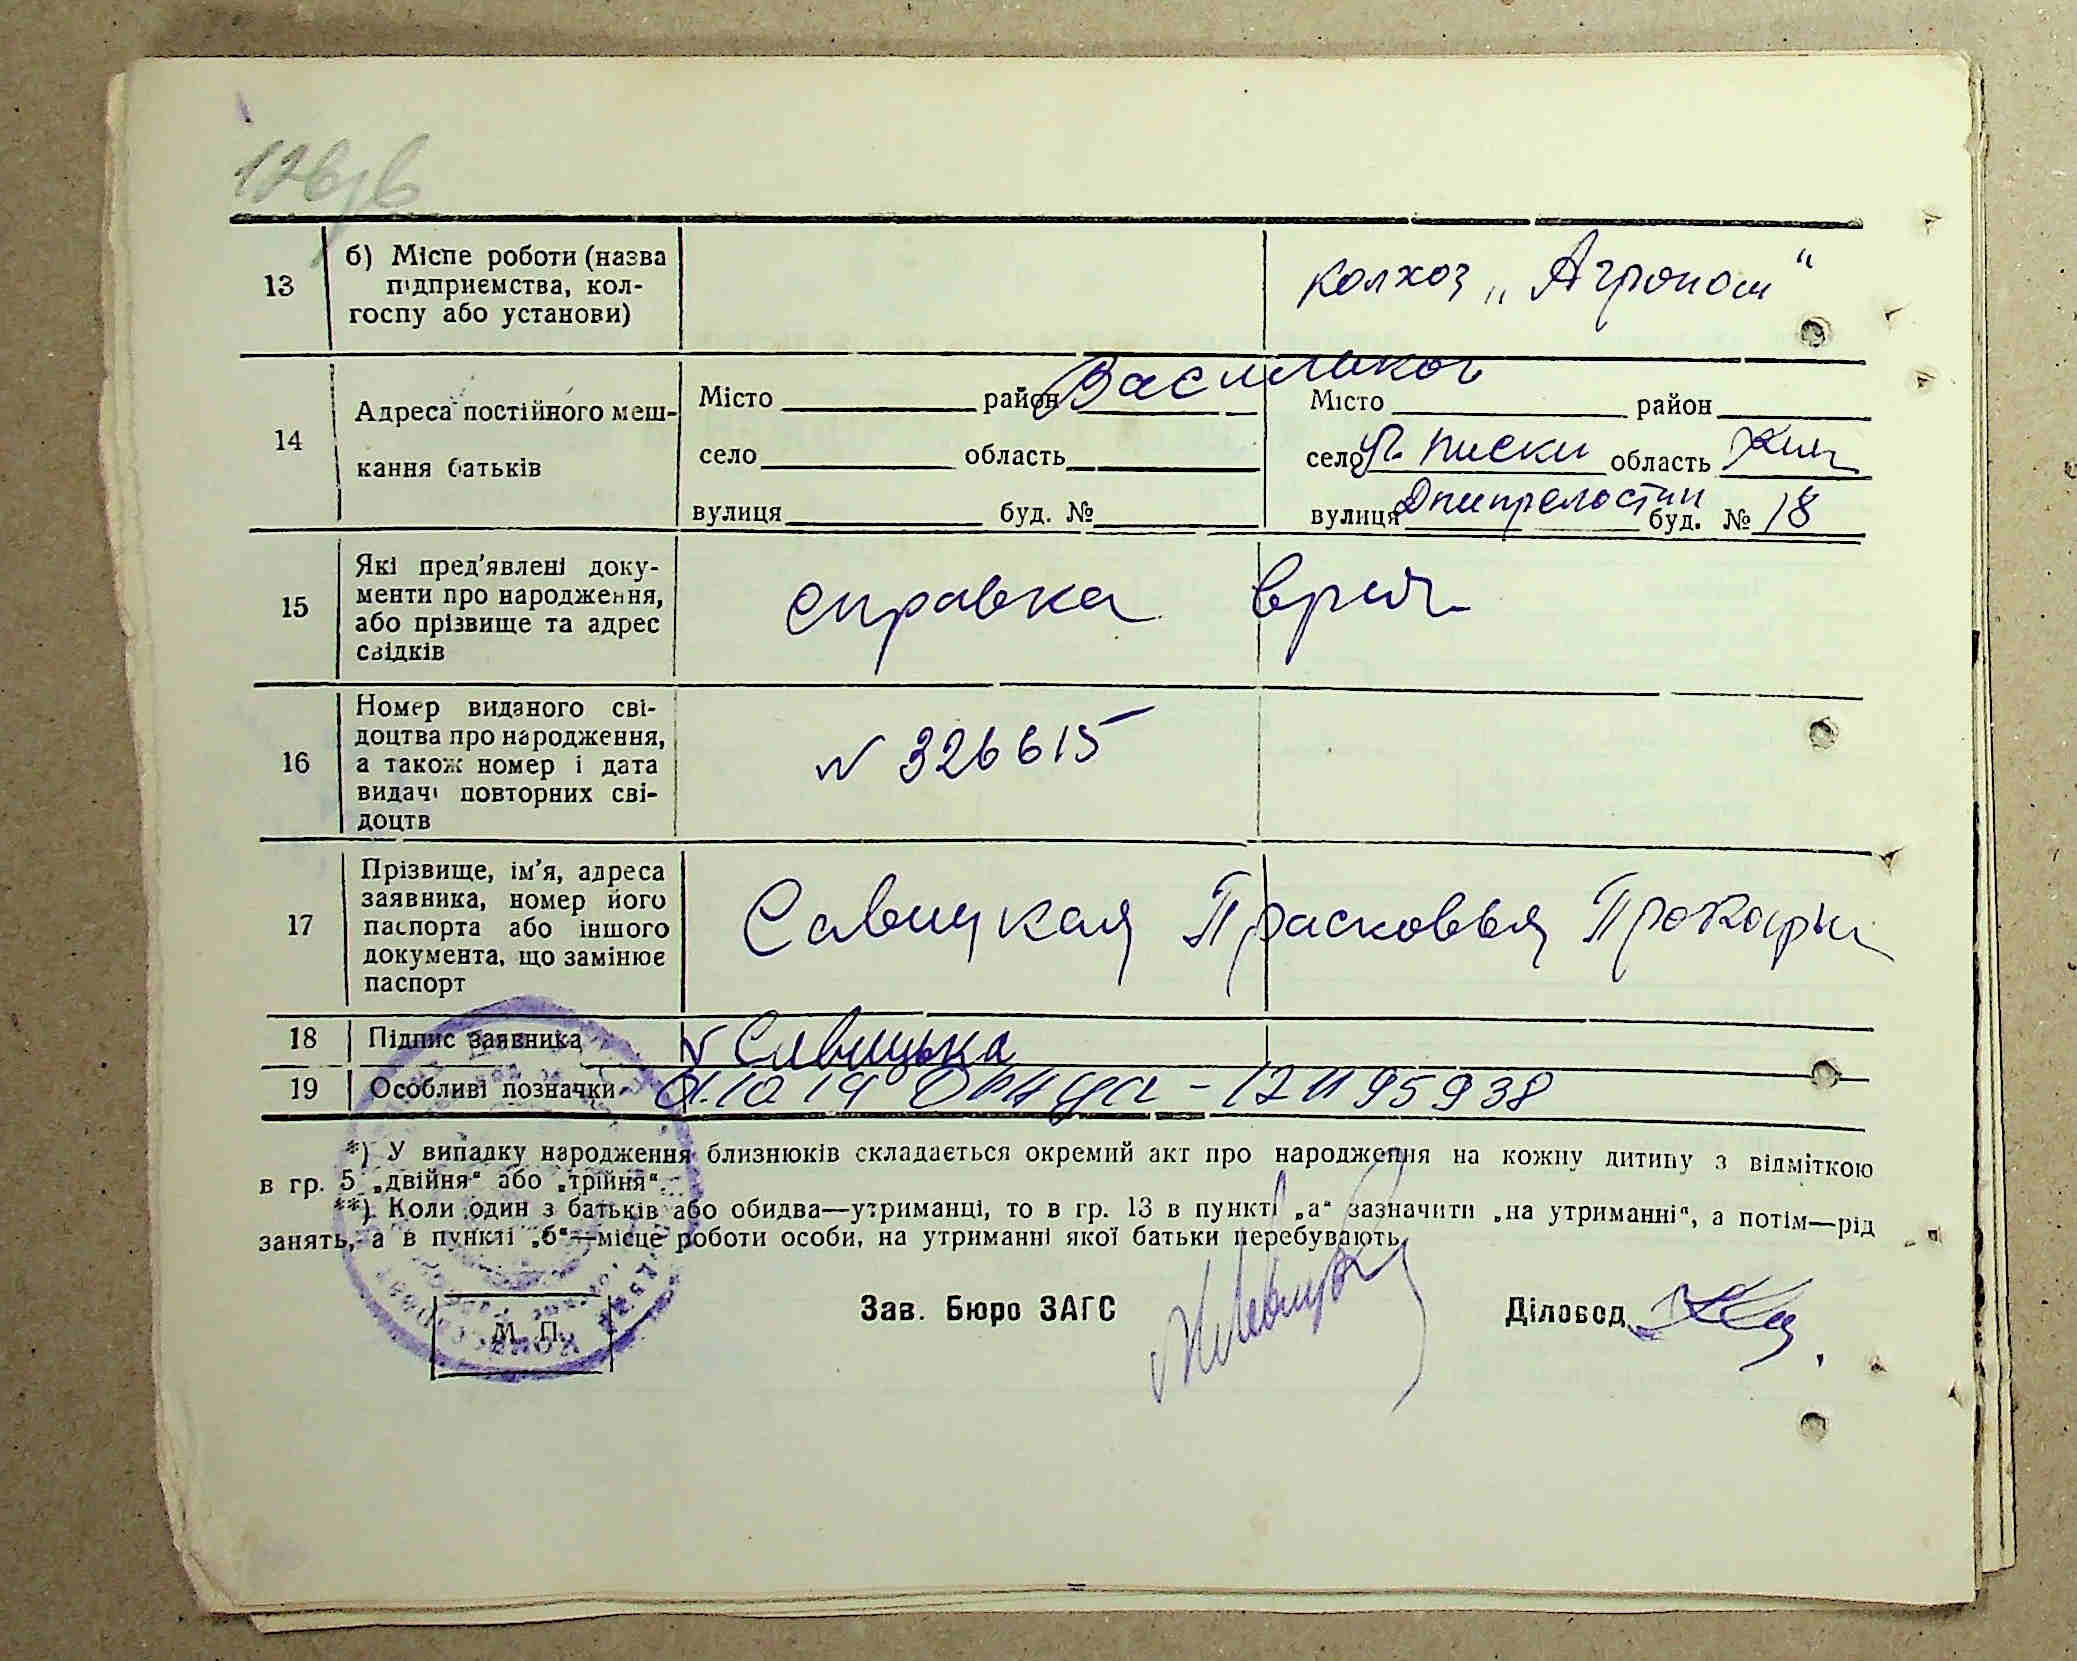 13
б) Місце роботи (назва
підприємства, кол-
госпу або установи)
колхоз „Агроном“
14
Адреса постійного меш-
кання батьків
Місто район Васильков
село область
вулиця буд. №
Місто район
село Ул. Писки область Киев
вулиця буд. № 18
15
Які пред'явлені доку-
менти про народження,
або прізвище та адрес
свідків
справка врач
16
Номер виданого сві-
доцтва про народження,
а також номер і дата
видачі повторних сві-
доцтв
N 326615
17
Прізвище, ім'я, адреса
заявника, номер його
паспорта або іншого
документа, що замінює
паспорт
Савицкая Прасковья
18
Підпис заявника
Савицька
19
Особливі позначки
*) У випадку народження близнюків складається окремий акт про народження на кожну дитину з відміткою
в гр. 5 „двійня“ або „трійня“.
**) Коли один з батьків або обидва—утриманці, то в гр. 13 в пункті „а“ зазначити „на утриманні“, а потім—рід
занять, а в пункті „б“—місце роботи особи, на утриманні якої батьки перебувають.
Зав. Бюро ЗАГС
Діловод
М. П.